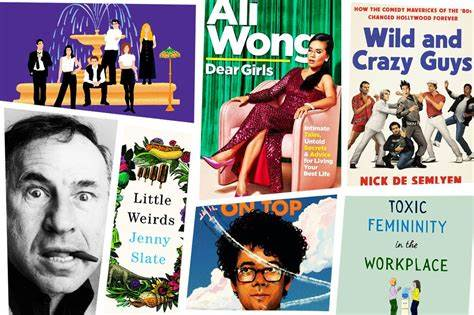 Ali
Wong
Dear Girls
Intimate
Tales, Untold
Secrets &
Advice for Living
Your Best Life
HOW THE COMEDY MAVERICKS OF THE '80s
CHANGED HOLLYWOOD FOREVER
Wild and
Crazy Guys
NICK DE SEMLYEN
Little
Weirds
Jenny
Slate
ON TOP
TOXIC
FEMININITY
in the
WORKPLACE